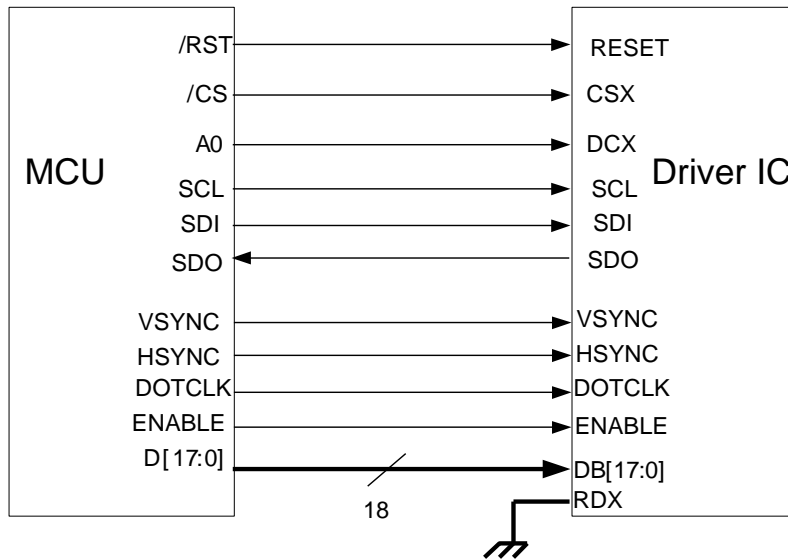 /RST RESET
/CS CSX
A0 DCX
MCU Driver IC
SCL SCL
SDI SDI
SDO SDO
VSYNC VSYNC
HSYNC HSYNC
DOTCLK DOTCLK
ENABLE ENABLE
D[17:0] DB[17:0]
18 RDX